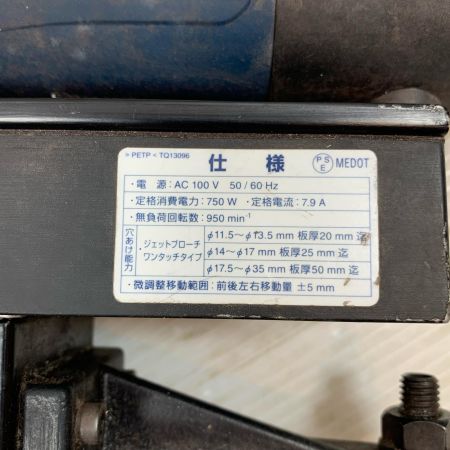 > PETP < TQ13096
仕様
PSE MEDOT
・電 源：AC 100 V 50 / 60 Hz
・定格消費電力：750 W ・定格電流：7.9 A
・無負荷回転数：950 min⁻¹
穴あけ能力
ジェットブローチ
ワンタッチタイプ
φ11.5〜φ13.5 mm 板厚20 mm 迄
φ14〜φ17 mm 板厚25 mm 迄
φ17.5〜φ35 mm 板厚50 mm 迄
・微調整移動範囲：前後左右移動量 ±5 mm